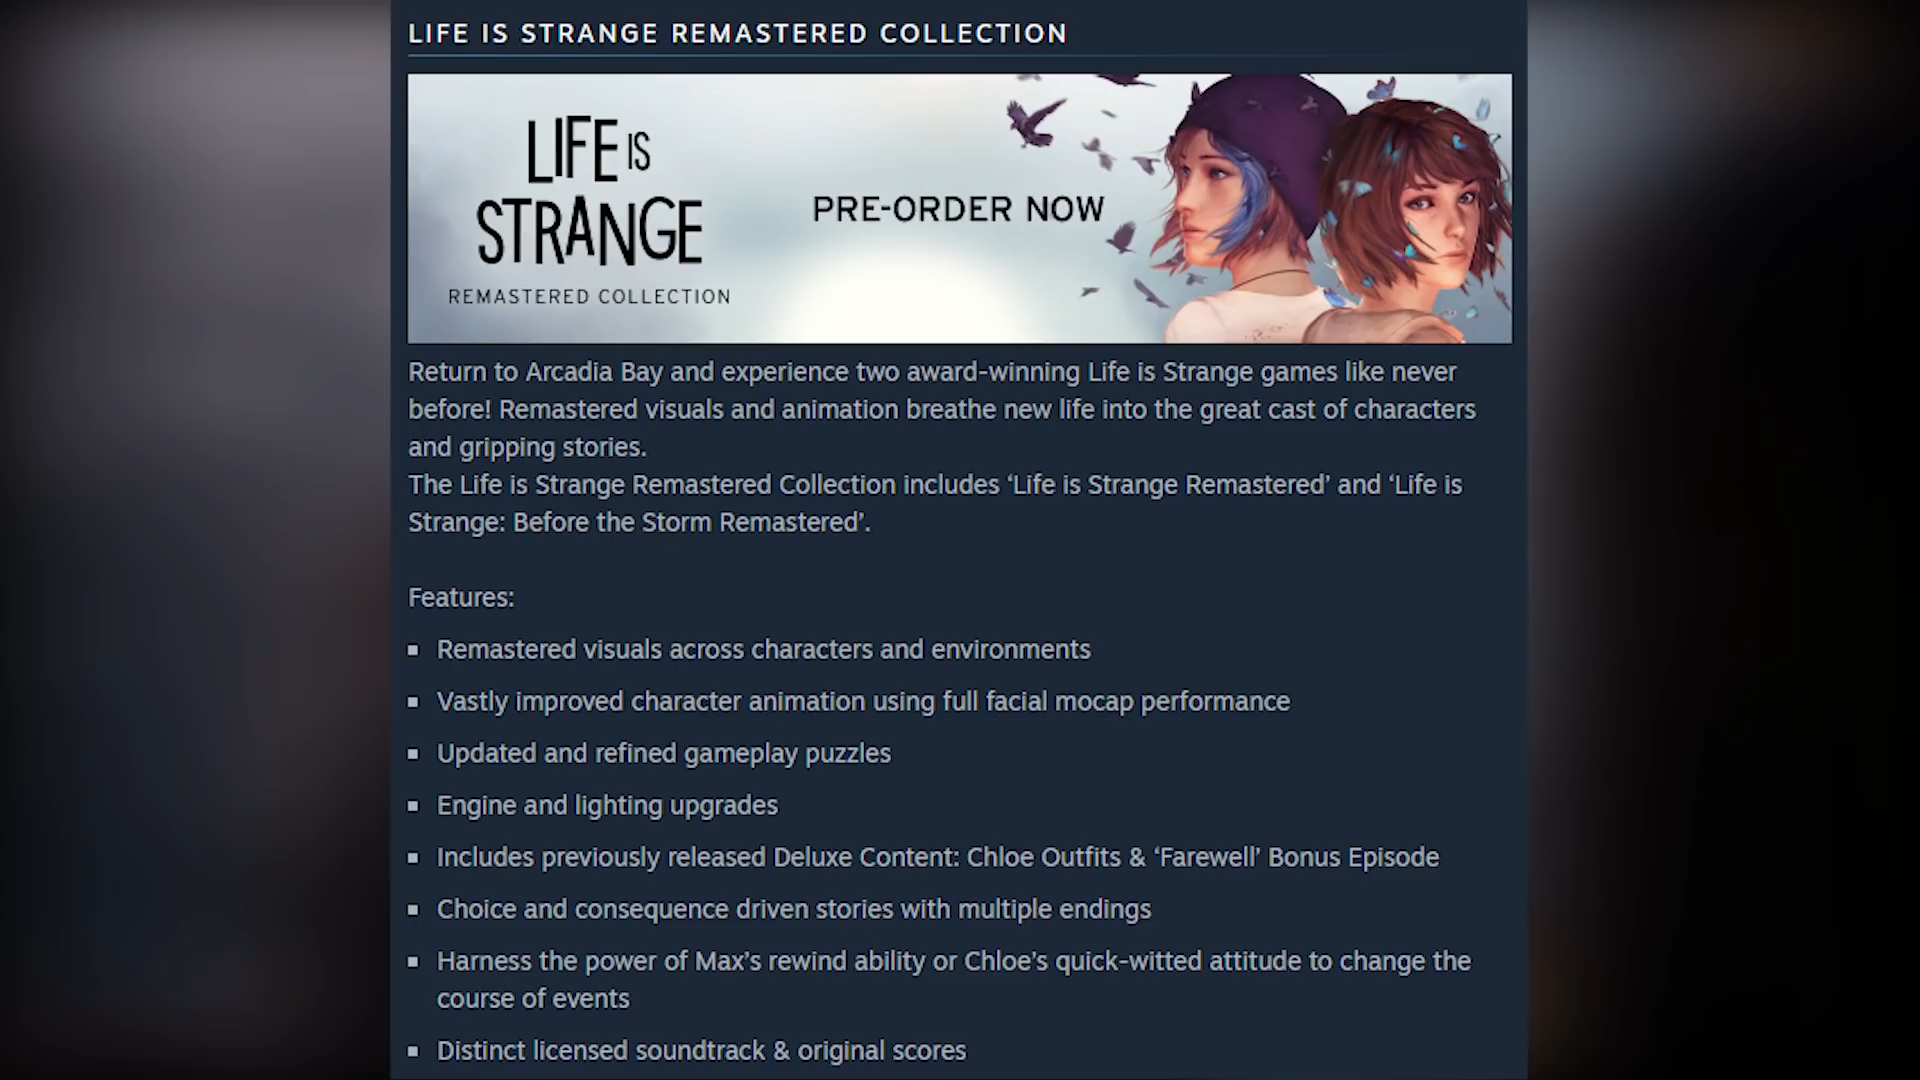 LIFE IS STRANGE REMASTERED COLLECTION
LIFE IS
STRANGE
REMASTERED COLLECTION
PRE-ORDER NOW
Return to Arcadia Bay and experience two award-winning Life is Strange games like never
before! Remastered visuals and animation breathe new life into the great cast of characters
and gripping stories.
The Life is Strange Remastered Collection includes ‘Life is Strange Remastered’ and ‘Life is
Strange: Before the Storm Remastered’.
Features:
▪ Remastered visuals across characters and environments
▪ Vastly improved character animation using full facial mocap performance
▪ Updated and refined gameplay puzzles
▪ Engine and lighting upgrades
▪ Includes previously released Deluxe Content: Chloe Outfits & ‘Farewell’ Bonus Episode
▪ Choice and consequence driven stories with multiple endings
▪ Harness the power of Max’s rewind ability or Chloe’s quick-witted attitude to change the
course of events
▪ Distinct licensed soundtrack & original scores